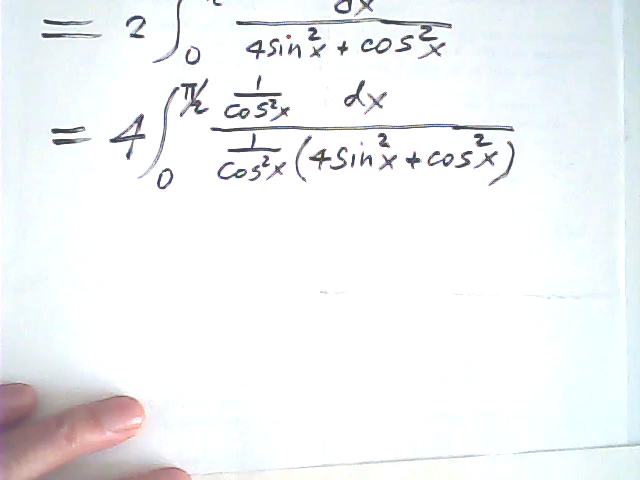 = 2 ∫₀ dx / (4sin²x + cos²x)
= 4 ∫₀^(π/2) (1/cos²x) dx / ((1/cos²x)(4sin²x + cos²x))